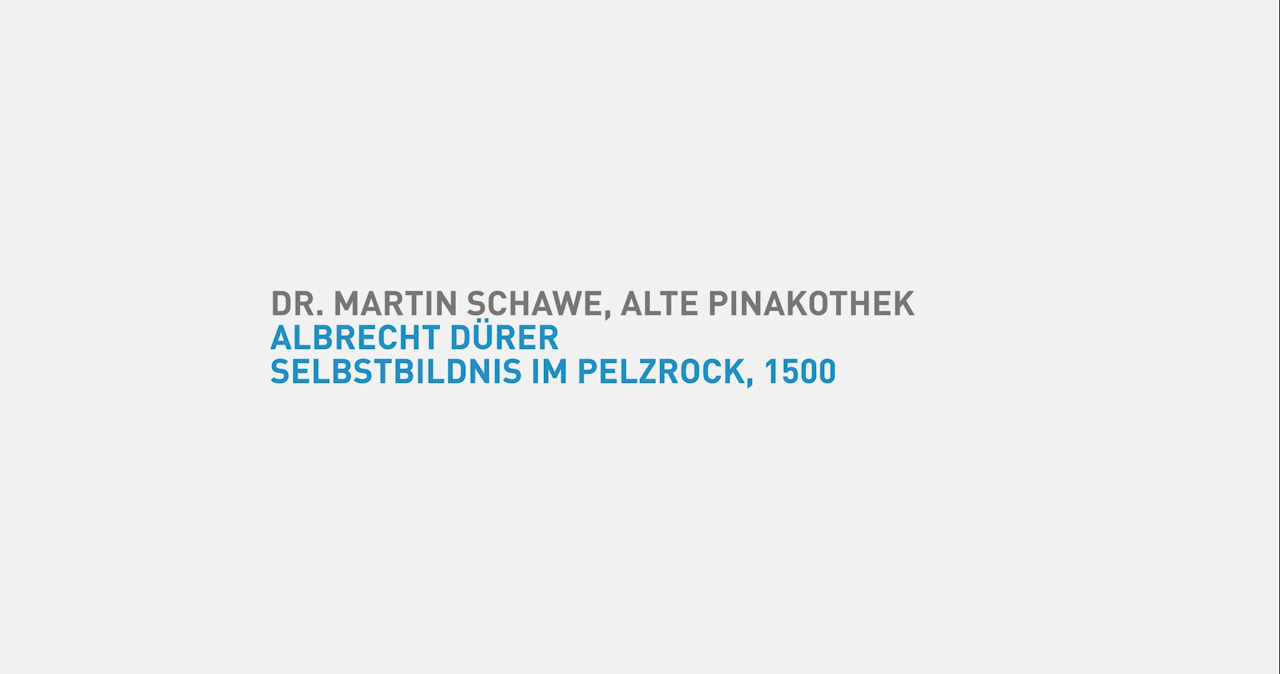 DR. MARTIN SCHAWE, ALTE PINAKOTHEK
ALBRECHT DÜRER
SELBSTBILDNIS IM PELZROCK, 1500